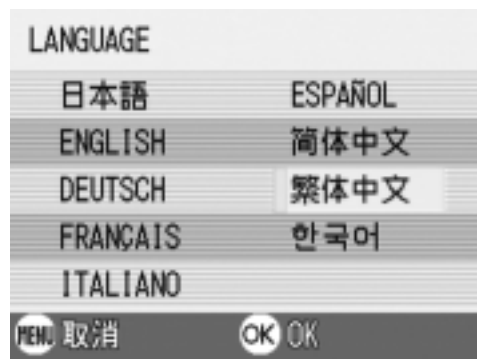 LANGUAGE
日本語 ESPAÑOL
ENGLISH 简体中文
DEUTSCH 繁体中文
FRANÇAIS 한국어
ITALIANO
MENU 取消 OK OK